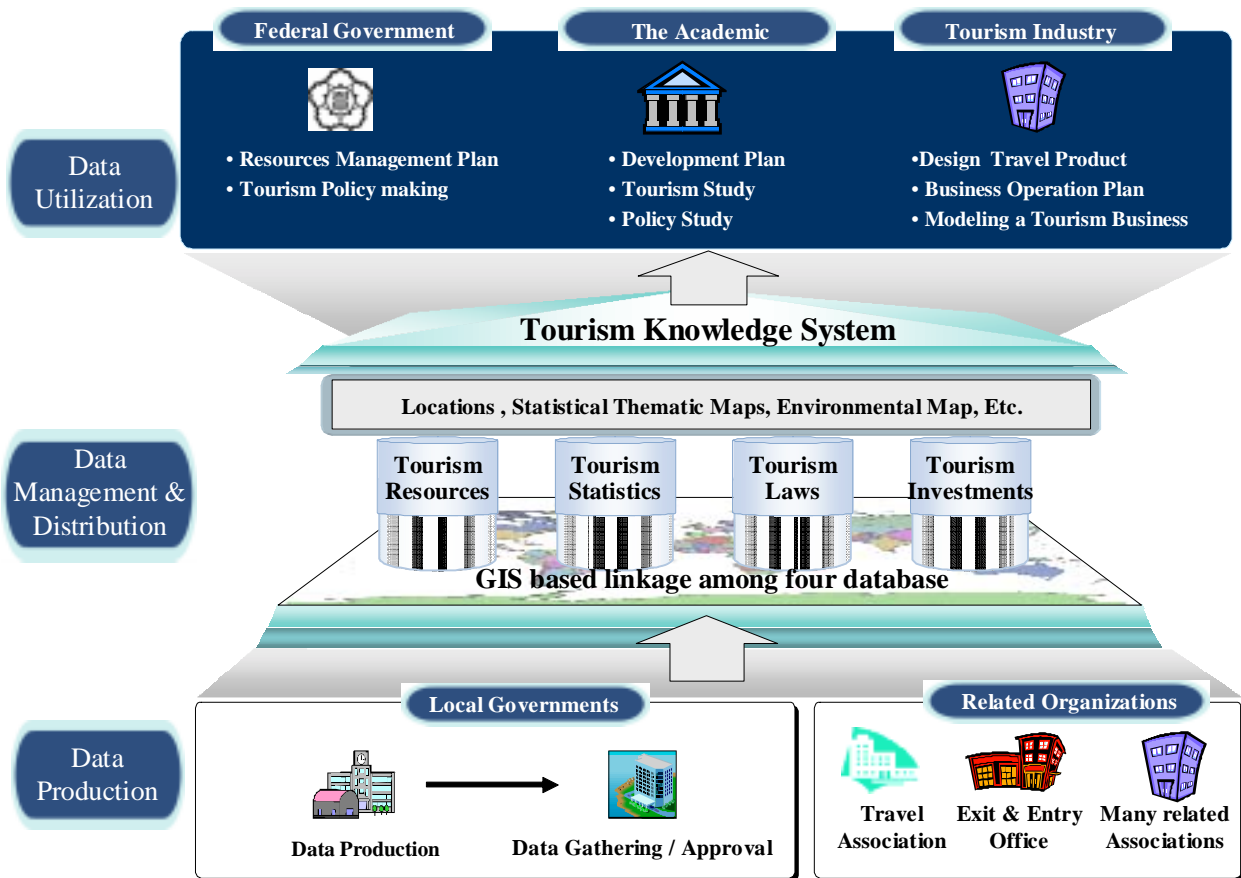 Federal Government
The Academic
Tourism Industry
Data
Utilization
• Resources Management Plan
• Tourism Policy making
• Development Plan
• Tourism Study
• Policy Study
•Design Travel Product
• Business Operation Plan
• Modeling a Tourism Business
Tourism Knowledge System
Locations , Statistical Thematic Maps, Environmental Map, Etc.
Data
Management &
Distribution
Tourism
Resources
Tourism
Statistics
Tourism
Laws
Tourism
Investments
GIS based linkage among four database
Data
Production
Local Governments
Data Production
Data Gathering / Approval
Related Organizations
Travel
Association
Exit & Entry
Office
Many related
Associations